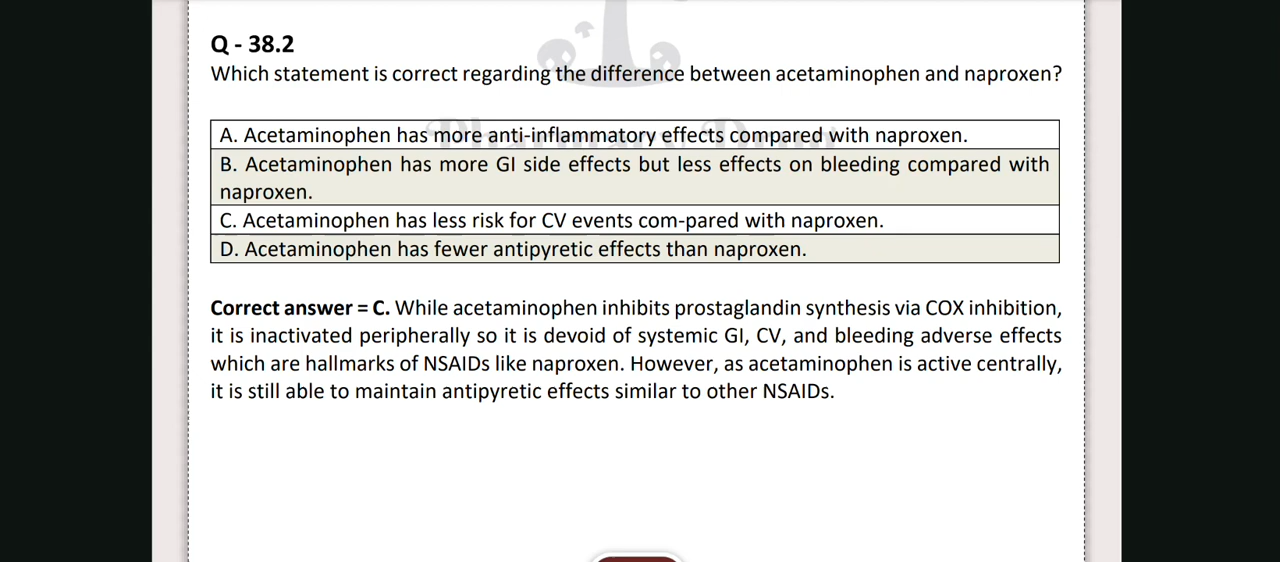 Q - 38.2
Which statement is correct regarding the difference between acetaminophen and naproxen?
A. Acetaminophen has more anti-inflammatory effects compared with naproxen.
B. Acetaminophen has more GI side effects but less effects on bleeding compared with
naproxen.
C. Acetaminophen has less risk for CV events com-pared with naproxen.
D. Acetaminophen has fewer antipyretic effects than naproxen.
Correct answer = C. While acetaminophen inhibits prostaglandin synthesis via COX inhibition,
it is inactivated peripherally so it is devoid of systemic GI, CV, and bleeding adverse effects
which are hallmarks of NSAIDs like naproxen. However, as acetaminophen is active centrally,
it is still able to maintain antipyretic effects similar to other NSAIDs.